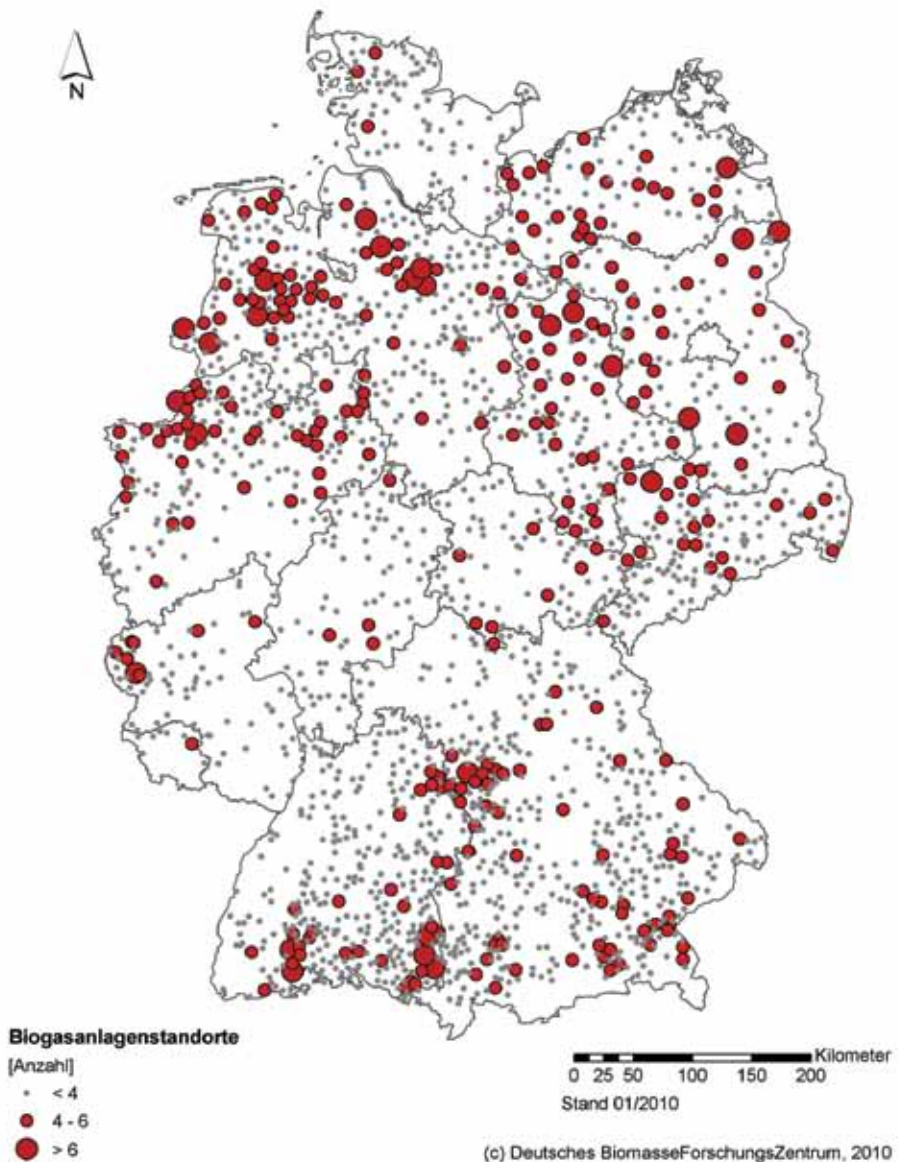 N
Biogasanlagenstandorte
[Anzahl]
< 4
4 - 6
> 6
Kilometer
0 25 50 100 150 200
Stand 01/2010
(c) Deutsches BiomasseForschungsZentrum, 2010